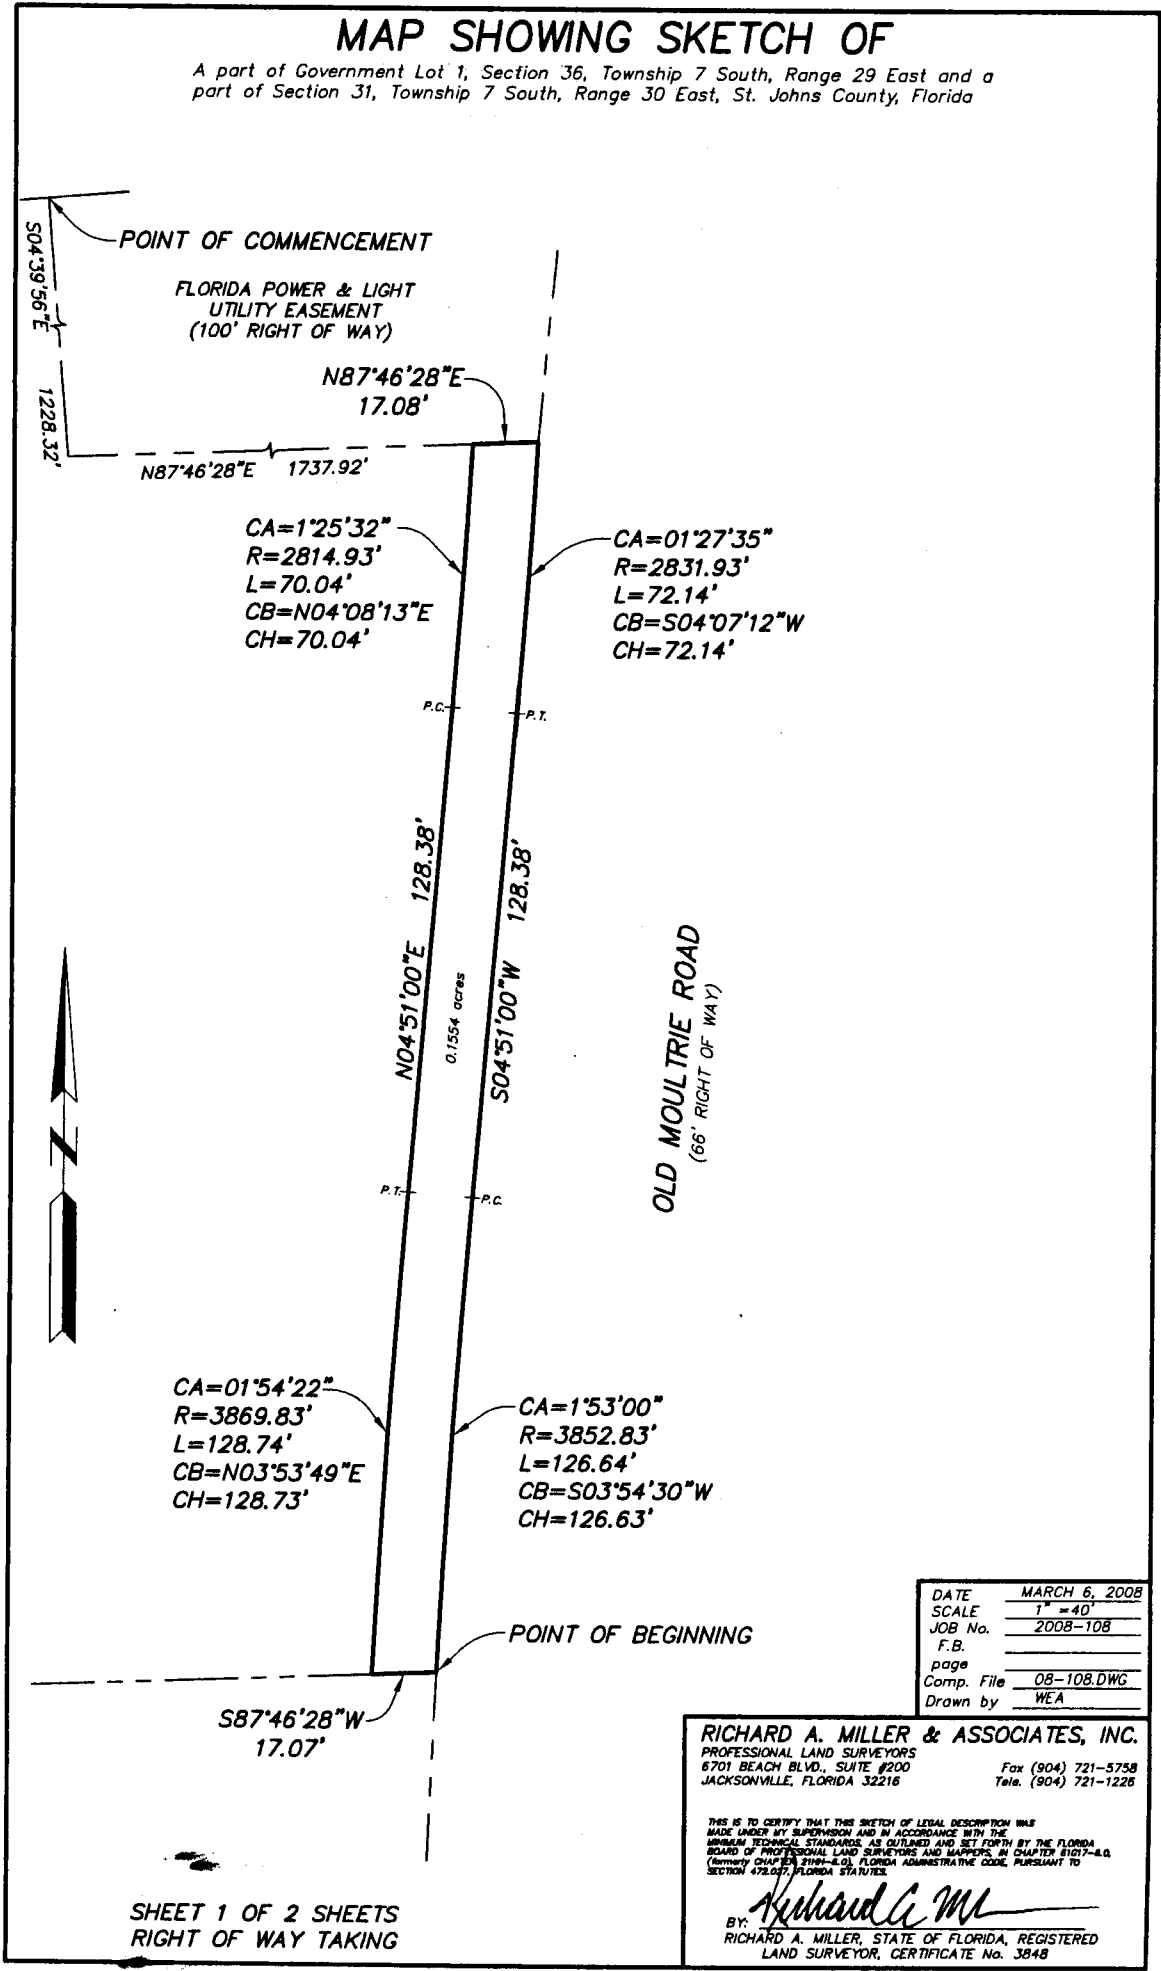 MAP SHOWING SKETCH OF
A part of Government Lot 1, Section 36, Township 7 South, Range 29 East and a
part of Section 31, Township 7 South, Range 30 East, St. Johns County, Florida
POINT OF COMMENCEMENT
S04°39'56"E 1228.32'
FLORIDA POWER & LIGHT
UTILITY EASEMENT
(100' RIGHT OF WAY)
N87°46'28"E
17.08'
N87°46'28"E 1737.92'
CA=1°25'32"
R=2814.93'
L=70.04'
CB=N04°08'13"E
CH=70.04'
CA=01°27'35"
R=2831.93'
L=72.14'
CB=S04°07'12"W
CH=72.14'
P.C.
P.T.
N04°51'00"E 128.38'
0.1554 acres
S04°51'00"W 128.38'
OLD MOULTRIE ROAD
(66' RIGHT OF WAY)
N
P.T.
P.C.
CA=01°54'22"
R=3869.83'
L=128.74'
CB=N03°53'49"E
CH=128.73'
CA=1°53'00"
R=3852.83'
L=126.64'
CB=S03°54'30"W
CH=126.63'
POINT OF BEGINNING
S87°46'28"W
17.07'
DATE MARCH 6, 2008
SCALE 1" =40'
JOB No. 2008-108
F.B.
page
Comp. File 08-108.DWG
Drawn by WEA
RICHARD A. MILLER & ASSOCIATES, INC.
PROFESSIONAL LAND SURVEYORS
6701 BEACH BLVD., SUITE #200 Fax (904) 721-5758
JACKSONVILLE, FLORIDA 32216 Tele. (904) 721-1226
THIS IS TO CERTIFY THAT THIS SKETCH OF LEGAL DESCRIPTION WAS
MADE UNDER MY SUPERVISION AND IN ACCORDANCE WITH THE
MINIMUM TECHNICAL STANDARDS, AS OUTLINED AND SET FORTH BY THE FLORIDA
BOARD OF PROFESSIONAL LAND SURVEYORS AND MAPPERS, IN CHAPTER 61G17-6.0,
(formerly CHAPTER 21HH-6.0), FLORIDA ADMINISTRATIVE CODE, PURSUANT TO
SECTION 472.027, FLORIDA STATUTES.
BY:
RICHARD A. MILLER, STATE OF FLORIDA, REGISTERED
LAND SURVEYOR, CERTIFICATE No. 3848
SHEET 1 OF 2 SHEETS
RIGHT OF WAY TAKING